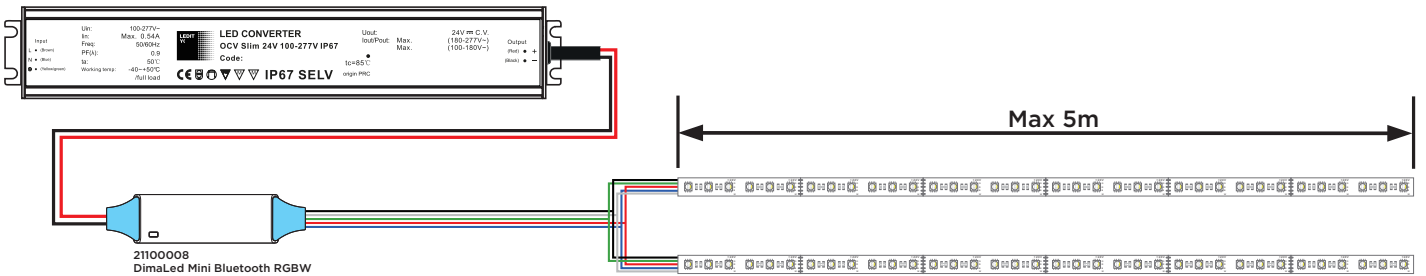 Input
L • (Brown)
N • (Blue)
(Yellow/green)
Uin: 100-277V~
Iin: Max. 0.54A
Freq: 50/60Hz
PF(λ): 0.9
ta: 50℃
Working temp: -40~+50℃
/full load
LEDIT
YC
LED CONVERTER
OCV Slim 24V 100-277V IP67
Code:
IP67 SELV
tc=85℃
origin PRC
Uout: 24V ⎓ C.V.
Iout/Pout: Max. (180-277V~)
Max. (100-180V~)
Output
(Red) • +
(Black) • −
Max 5m
21100008
DimaLed Mini Bluetooth RGBW